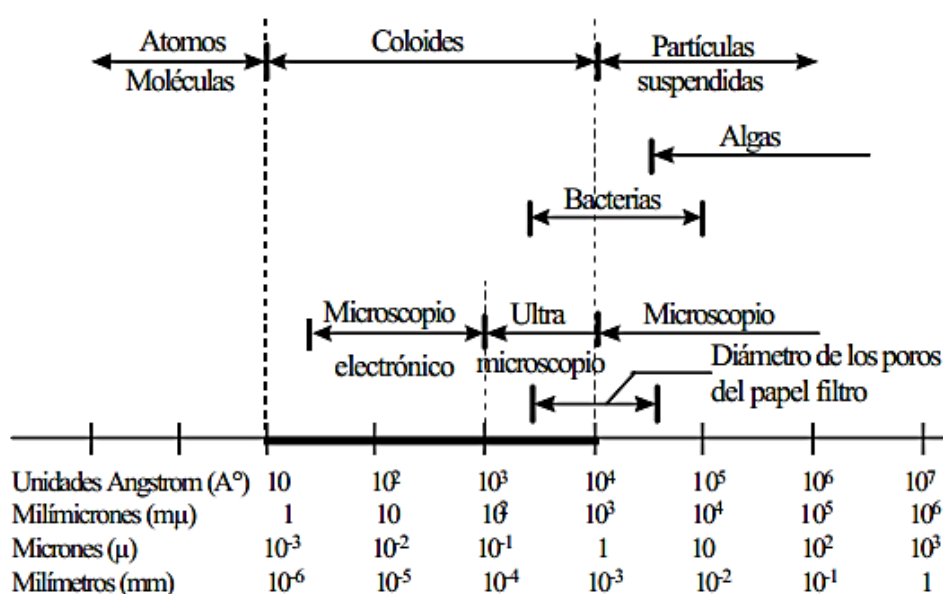 Atomos Coloides Partículas
Moléculas suspendidas
Algas
Bacterias
Microscopio Ultra Microscopio
electrónico microscopio Diámetro de los poros
del papel filtro
Unidades Angstrom (A°) 10 10² 10³ 10⁴ 10⁵ 10⁶ 10⁷
Milímicrones (mµ) 1 10 10² 10³ 10⁴ 10⁵ 10⁶
Micrones (µ) 10⁻³ 10⁻² 10⁻¹ 1 10 10² 10³
Milímetros (mm) 10⁻⁶ 10⁻⁵ 10⁻⁴ 10⁻³ 10⁻² 10⁻¹ 1